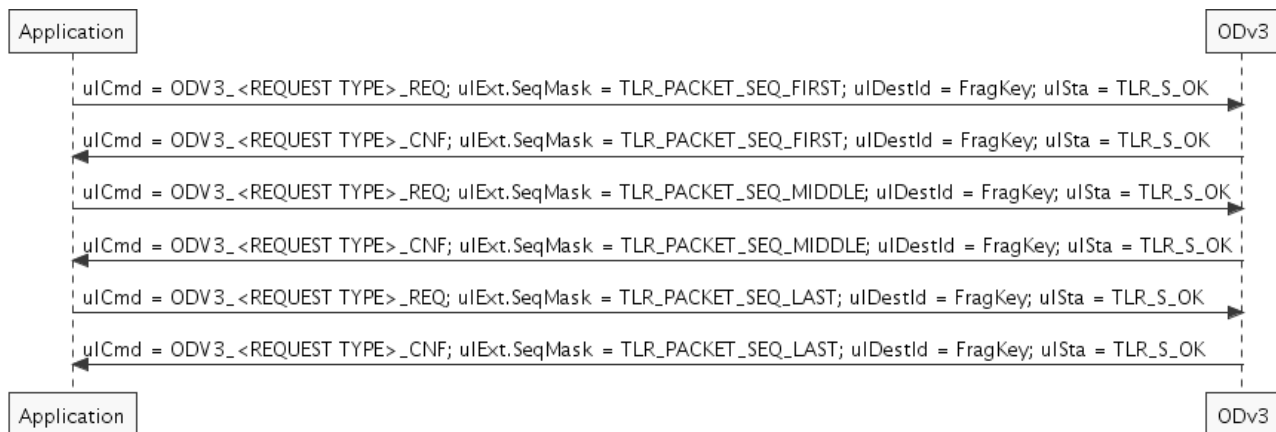 Application ODv3
ulCmd = ODV3_<REQUEST TYPE>_REQ; ulExt.SeqMask = TLR_PACKET_SEQ_FIRST; ulDestId = FragKey; ulSta = TLR_S_OK
ulCmd = ODV3_<REQUEST TYPE>_CNF; ulExt.SeqMask = TLR_PACKET_SEQ_FIRST; ulDestId = FragKey; ulSta = TLR_S_OK
ulCmd = ODV3_<REQUEST TYPE>_REQ; ulExt.SeqMask = TLR_PACKET_SEQ_MIDDLE; ulDestId = FragKey; ulSta = TLR_S_OK
ulCmd = ODV3_<REQUEST TYPE>_CNF; ulExt.SeqMask = TLR_PACKET_SEQ_MIDDLE; ulDestId = FragKey; ulSta = TLR_S_OK
ulCmd = ODV3_<REQUEST TYPE>_REQ; ulExt.SeqMask = TLR_PACKET_SEQ_LAST; ulDestId = FragKey; ulSta = TLR_S_OK
ulCmd = ODV3_<REQUEST TYPE>_CNF; ulExt.SeqMask = TLR_PACKET_SEQ_LAST; ulDestId = FragKey; ulSta = TLR_S_OK
Application ODv3